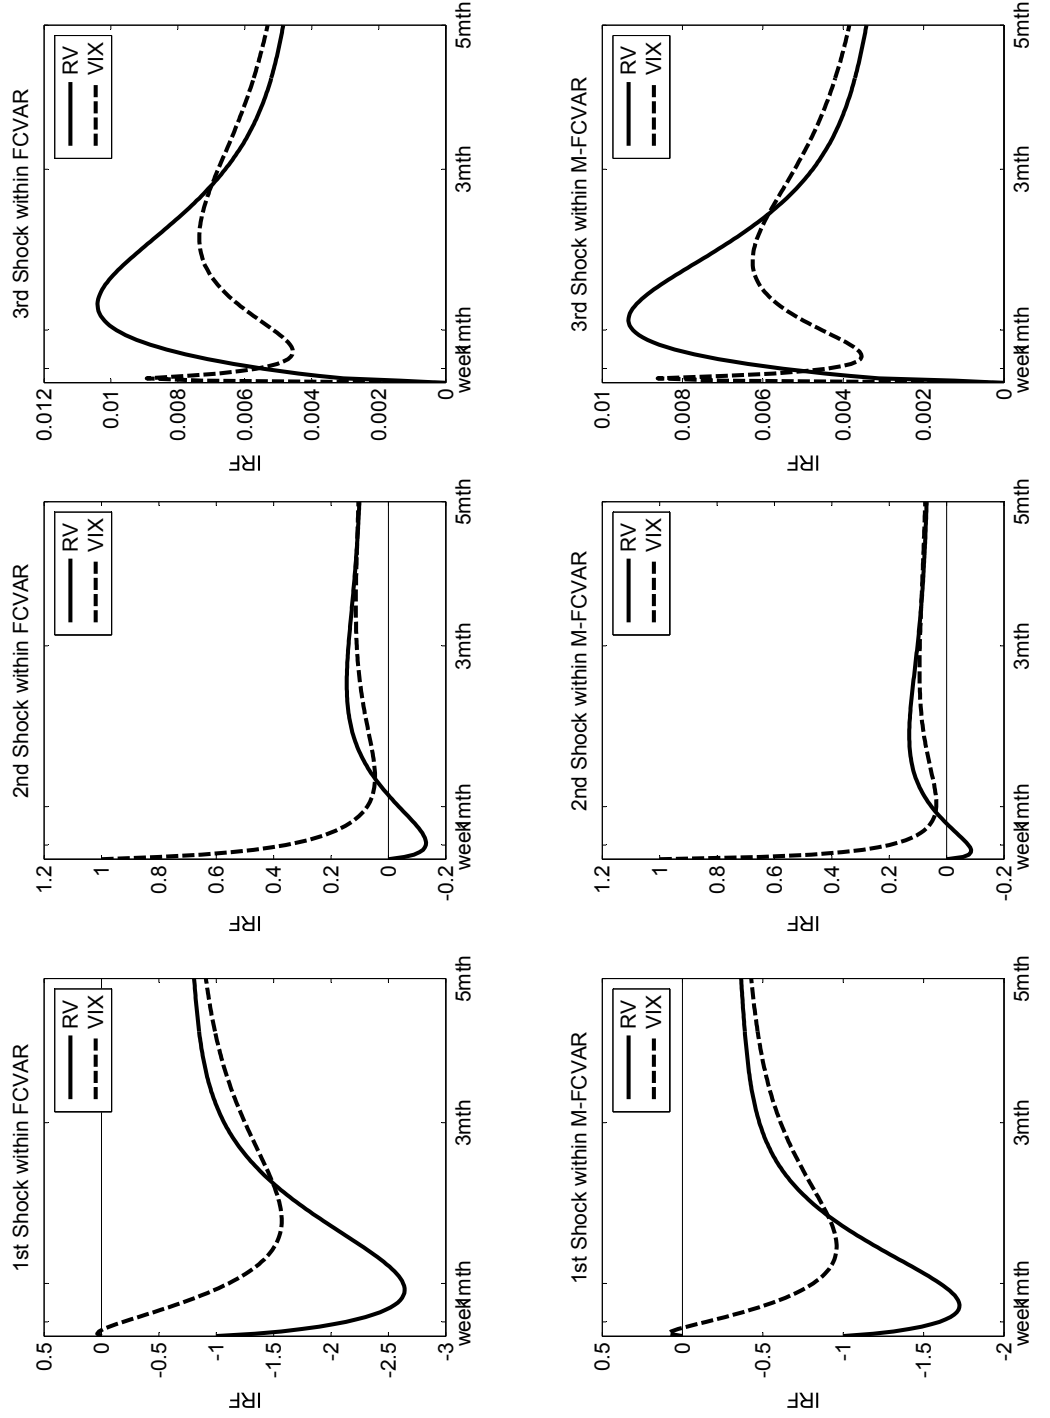 1st Shock within FCVAR
RV
VIX
0.5
0
-0.5
-1
-1.5
-2
-2.5
-3
IRF
week
1mth
3mth
5mth
2nd Shock within FCVAR
RV
VIX
1.2
1
0.8
0.6
0.4
0.2
0
-0.2
IRF
week
1mth
3mth
5mth
3rd Shock within FCVAR
RV
VIX
0.012
0.01
0.008
0.006
0.004
0.002
0
IRF
week
1mth
3mth
5mth
1st Shock within M-FCVAR
RV
VIX
0.5
0
-0.5
-1
-1.5
-2
IRF
week
1mth
3mth
5mth
2nd Shock within M-FCVAR
RV
VIX
1.2
1
0.8
0.6
0.4
0.2
0
-0.2
IRF
week
1mth
3mth
5mth
3rd Shock within M-FCVAR
RV
VIX
0.01
0.008
0.006
0.004
0.002
0
IRF
week
1mth
3mth
5mth